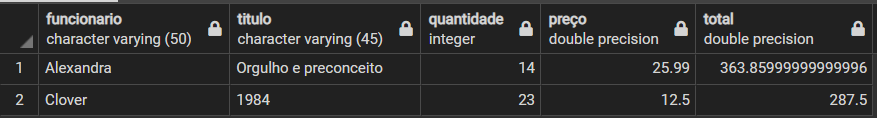 funcionario titulo quantidade preço total
character varying (50) character varying (45) integer double precision double precision
1 Alexandra Orgulho e preconceito 14 25.99 363.85999999999996
2 Clover 1984 23 12.5 287.5